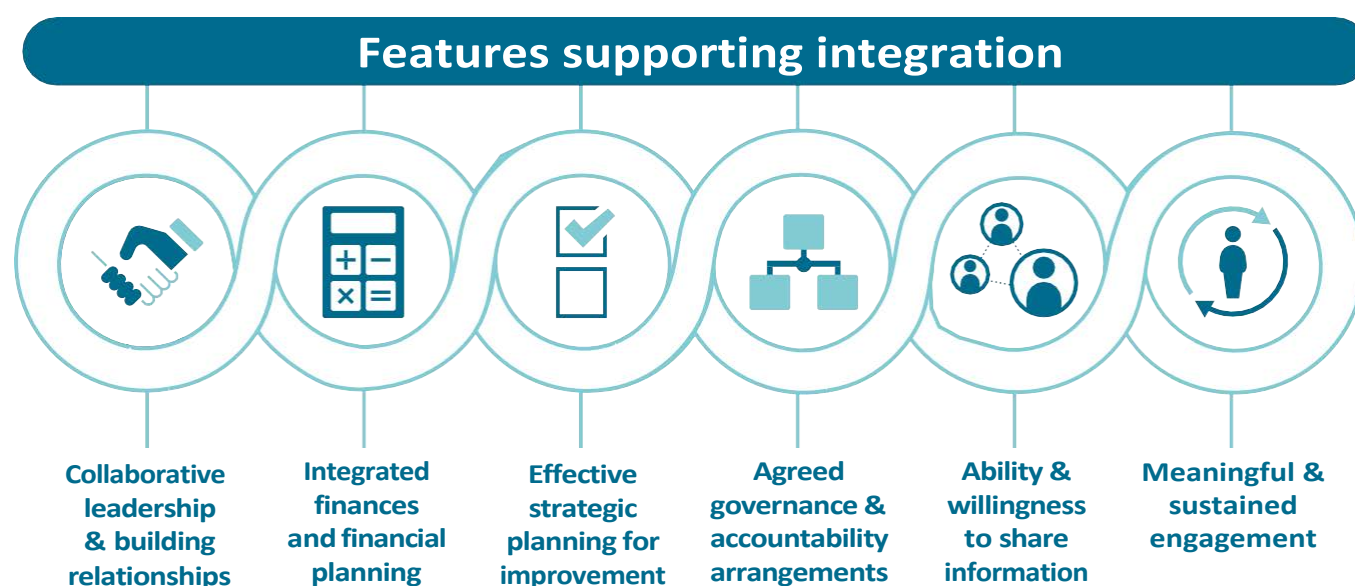 Features supporting integration
Collaborative
leadership
& building
relationships
Integrated
finances
and financial
planning
Effective
strategic
planning for
improvement
Agreed
governance &
accountability
arrangements
Ability &
willingness
to share
information
Meaningful &
sustained
engagement